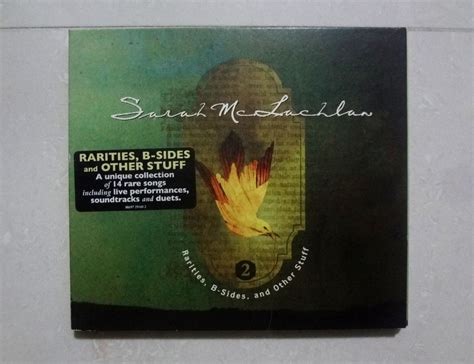 Sarah McLachlan
RARITIES, B-SIDES
and OTHER STUFF
A unique collection
of 14 rare songs
including live performances,
soundtracks and duets.
2
Rarities, B-Sides, and Other Stuff